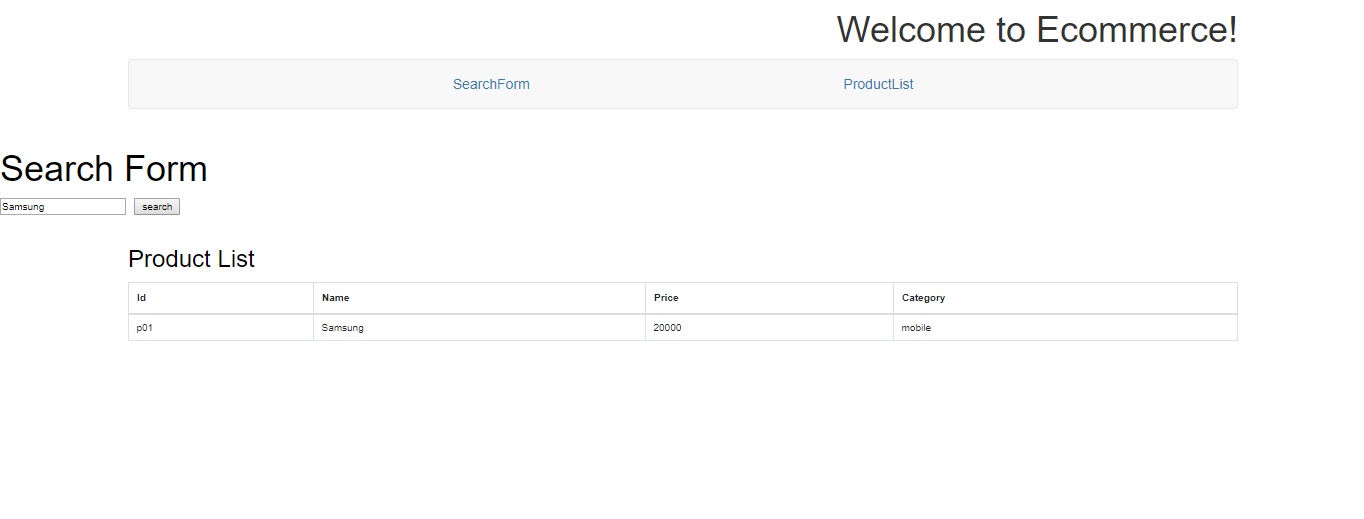 Welcome to Ecommerce!
SearchForm ProductList
Search Form
Samsung search
Product List
Id Name Price Category
p01 Samsung 20000 mobile